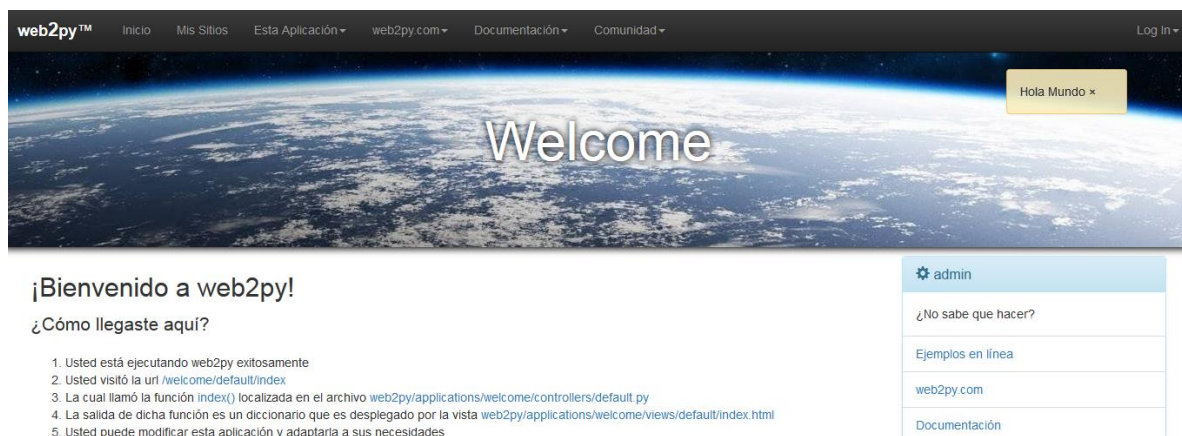 web2py™ Inicio Mis Sitios Esta Aplicación web2py.com Documentación Comunidad Log In
Hola Mundo ×
Welcome
¡Bienvenido a web2py!
¿Cómo llegaste aquí?
1. Usted está ejecutando web2py exitosamente
2. Usted visitó la url /welcome/default/index
3. La cual llamó la función index() localizada en el archivo web2py/applications/welcome/controllers/default.py
4. La salida de dicha función es un diccionario que es desplegado por la vista web2py/applications/welcome/views/default/index.html
5. Usted puede modificar esta aplicación y adaptarla a sus necesidades
admin
¿No sabe que hacer?
Ejemplos en línea
web2py.com
Documentación